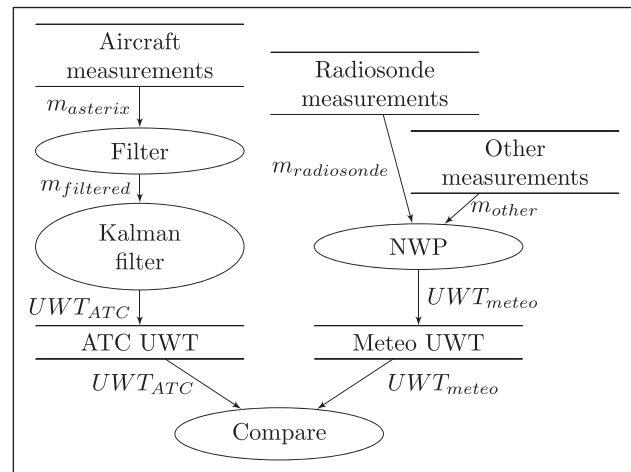 Aircraft
measurements
m_asterix
Filter
m_filtered
Kalman
filter
UWT_ATC
ATC UWT
UWT_ATC
Radiosonde
measurements
m_radiosonde
Other
measurements
m_other
NWP
UWT_meteo
Meteo UWT
UWT_meteo
Compare